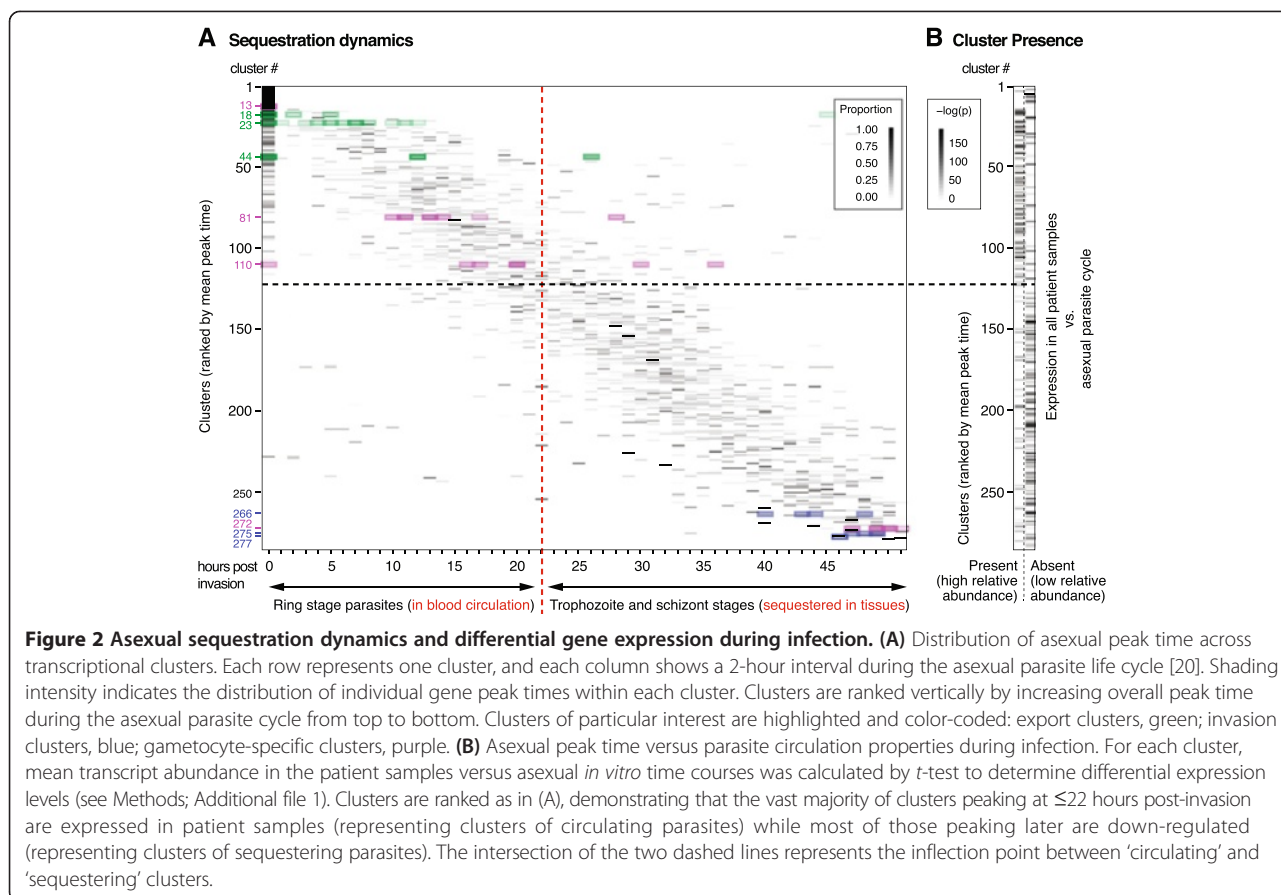 A Sequestration dynamics
B Cluster Presence
cluster #
cluster #
1
13
18
23
44
50
81
100
110
150
200
250
266
272
275
277
Clusters (ranked by mean peak time)
Proportion
1.00
0.75
0.50
0.25
0.00
–log(p)
150
100
50
0
1
50
100
150
200
250
Clusters (ranked by mean peak time)
Expression in all patient samples
vs.
asexual parasite cycle
hours post
invasion
0 5 10 15 20 25 30 35 40 45
Ring stage parasites (in blood circulation)
Trophozoite and schizont stages (sequestered in tissues)
Present
(high relative
abundance)
Absent
(low relative
abundance)
Figure 2 Asexual sequestration dynamics and differential gene expression during infection. (A) Distribution of asexual peak time across
transcriptional clusters. Each row represents one cluster, and each column shows a 2-hour interval during the asexual parasite life cycle [20]. Shading
intensity indicates the distribution of individual gene peak times within each cluster. Clusters are ranked vertically by increasing overall peak time
during the asexual parasite cycle from top to bottom. Clusters of particular interest are highlighted and color-coded: export clusters, green; invasion
clusters, blue; gametocyte-specific clusters, purple. (B) Asexual peak time versus parasite circulation properties during infection. For each cluster,
mean transcript abundance in the patient samples versus asexual in vitro time courses was calculated by t-test to determine differential expression
levels (see Methods; Additional file 1). Clusters are ranked as in (A), demonstrating that the vast majority of clusters peaking at ≤22 hours post-invasion
are expressed in patient samples (representing clusters of circulating parasites) while most of those peaking later are down-regulated
(representing clusters of sequestering parasites). The intersection of the two dashed lines represents the inflection point between ‘circulating’ and
‘sequestering’ clusters.